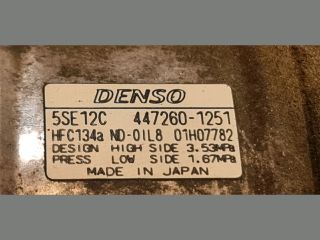 DENSO
5SE12C 447260-1251
HFC134a ND-OIL8 01H07782
DESIGN HIGH SIDE 3.53MPa
PRESS LOW SIDE 1.67MPa
MADE IN JAPAN